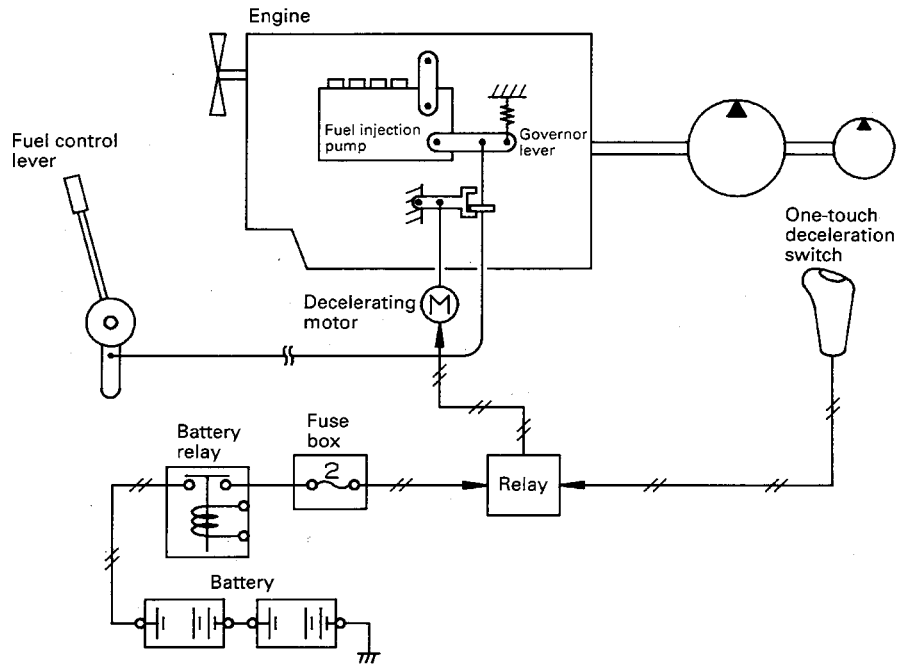 Engine
Fuel injection
pump
Governor
lever
Fuel control
lever
One-touch
deceleration
switch
Decelerating
motor
M
Battery
relay
Fuse
box
2
Relay
Battery